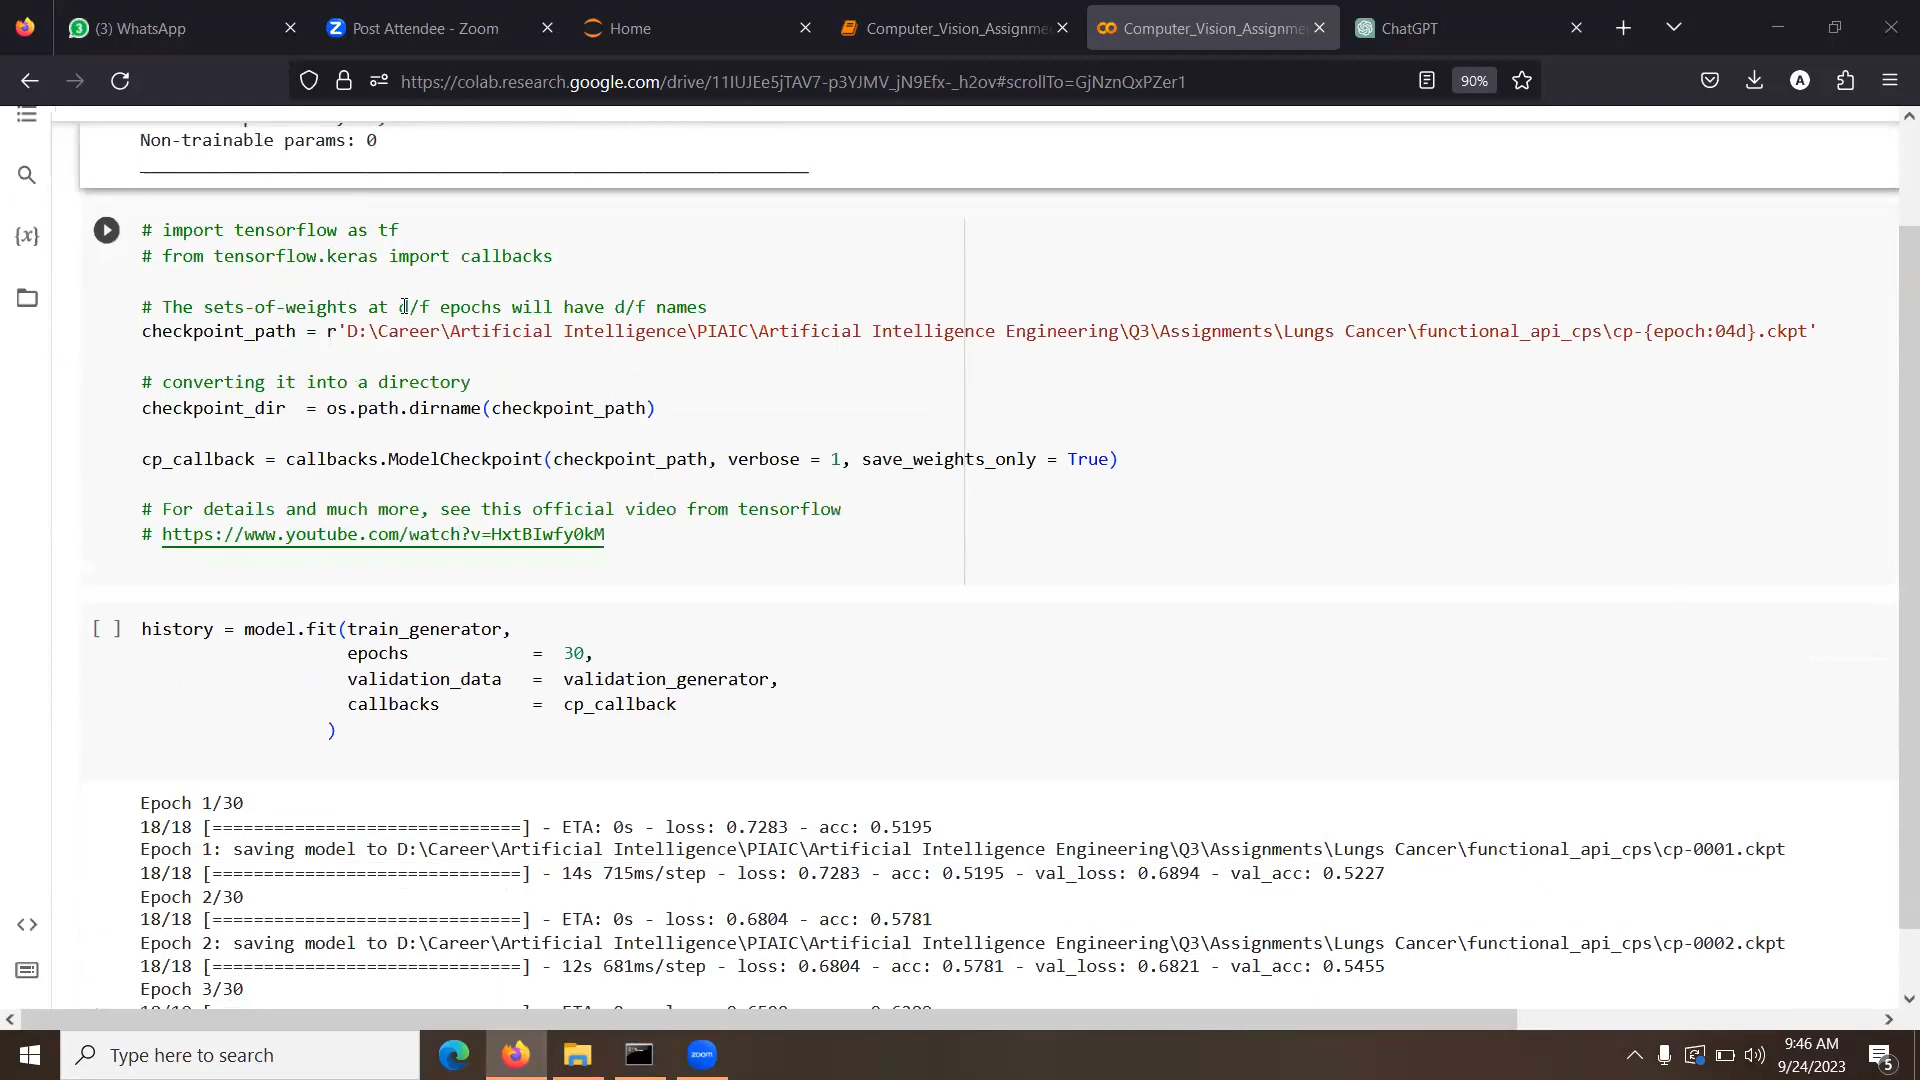 (3) WhatsApp
Post Attendee - Zoom
Home
Computer_Vision_Assignme
Computer_Vision_Assignme
ChatGPT
https://colab.research.google.com/drive/11IUJEe5jTAV7-p3YJMV_jN9Efx-_h2ov#scrollTo=GjNznQxPZer1
90%
A
Non-trainable params: 0
{x}
# import tensorflow as tf
# from tensorflow.keras import callbacks
# The sets-of-weights at d/f epochs will have d/f names
checkpoint_path = r'D:\Career\Artificial Intelligence\PIAIC\Artificial Intelligence Engineering\Q3\Assignments\Lungs Cancer\functional_api_cps\cp-{epoch:04d}.ckpt'
# converting it into a directory
checkpoint_dir  = os.path.dirname(checkpoint_path)
cp_callback = callbacks.ModelCheckpoint(checkpoint_path, verbose = 1, save_weights_only = True)
# For details and much more, see this official video from tensorflow
# https://www.youtube.com/watch?v=HxtBIwfy0kM
[ ] history = model.fit(train_generator,
epochs = 30,
validation_data = validation_generator,
callbacks = cp_callback
)
Epoch 1/30
18/18 [==============================] - ETA: 0s - loss: 0.7283 - acc: 0.5195
Epoch 1: saving model to D:\Career\Artificial Intelligence\PIAIC\Artificial Intelligence Engineering\Q3\Assignments\Lungs Cancer\functional_api_cps\cp-0001.ckpt
18/18 [==============================] - 14s 715ms/step - loss: 0.7283 - acc: 0.5195 - val_loss: 0.6894 - val_acc: 0.5227
Epoch 2/30
18/18 [==============================] - ETA: 0s - loss: 0.6804 - acc: 0.5781
Epoch 2: saving model to D:\Career\Artificial Intelligence\PIAIC\Artificial Intelligence Engineering\Q3\Assignments\Lungs Cancer\functional_api_cps\cp-0002.ckpt
18/18 [==============================] - 12s 681ms/step - loss: 0.6804 - acc: 0.5781 - val_loss: 0.6821 - val_acc: 0.5455
Epoch 3/30
Type here to search
zoom
9:46 AM
9/24/2023
5